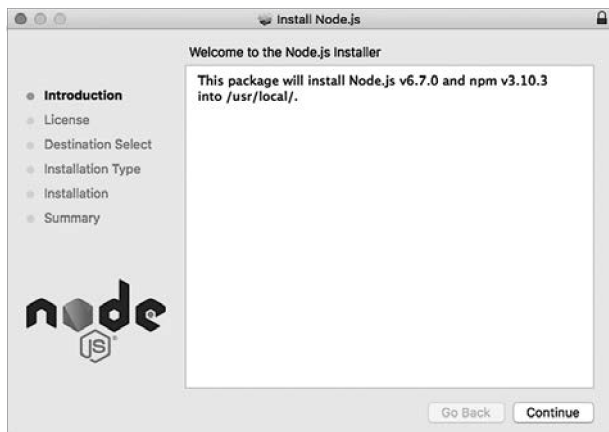 Install Node.js
Welcome to the Node.js Installer
Introduction
License
Destination Select
Installation Type
Installation
Summary
This package will install Node.js v6.7.0 and npm v3.10.3
into /usr/local/.
node
JS
Go Back
Continue